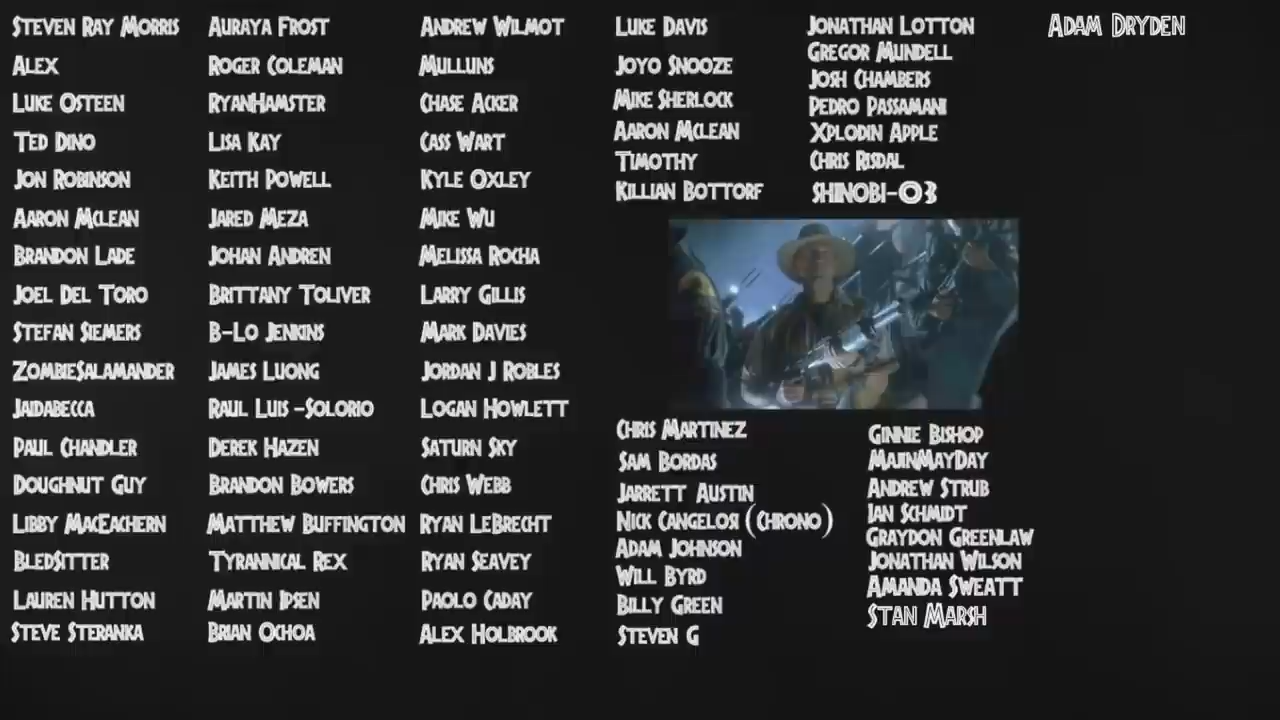 STEVEN RAY MORRIS
ALEX
LUKE OSTEEN
TED DINO
JON ROBINSON
AARON MCLEAN
BRANDON LADE
JOEL DEL TORO
STEFAN SIEMERS
ZOMBIESALAMANDER
JAIDABECCA
PAUL CHANDLER
DOUGHNUT GUY
LIBBY MACEACHERN
BLEDSITTER
LAUREN HUTTON
STEVE STERANKA
AURAYA FROST
ROGER COLEMAN
RYANHAMSTER
LISA KAY
KEITH POWELL
JARED MEZA
JOHAN ANDREN
BRITTANY TOLIVER
B-LO JENKINS
JAMES LUONG
RAUL LUIS -SOLORIO
DEREK HAZEN
BRANDON BOWERS
MATTHEW BUFFINGTON
TYRANNICAL REX
MARTIN IPSEN
BRIAN OCHOA
ANDREW WILMOT
MULLUNS
CHASE ACKER
CASS WART
KYLE OXLEY
MIKE WU
MELISSA ROCHA
LARRY GILLIS
MARK DAVIES
JORDAN J ROBLES
LOGAN HOWLETT
SATURN SKY
CHRIS WEBB
RYAN LEBRECHT
RYAN SEAVEY
PAOLO CADAY
ALEX HOLBROOK
LUKE DAVIS
JOYO SNOOZE
MIKE SHERLOCK
AARON MCLEAN
TIMOTHY
KILLIAN BOTTORF
JONATHAN LOTTON
GREGOR MUNDELL
JOSH CHAMBERS
PEDRO PASSAMANI
XPLODIN APPLE
CHRIS RISDAL
SHINOBI-03
ADAM DRYDEN
CHRIS MARTINEZ
SAM BORDAS
JARRETT AUSTIN
NICK CANGELOSI (CHRONO)
ADAM JOHNSON
WILL BYRD
BILLY GREEN
STEVEN G
GINNIE BISHOP
MAJINMAYDAY
ANDREW STRUB
IAN SCHMIDT
GRAYDON GREENLAW
JONATHAN WILSON
AMANDA SWEATT
STAN MARSH